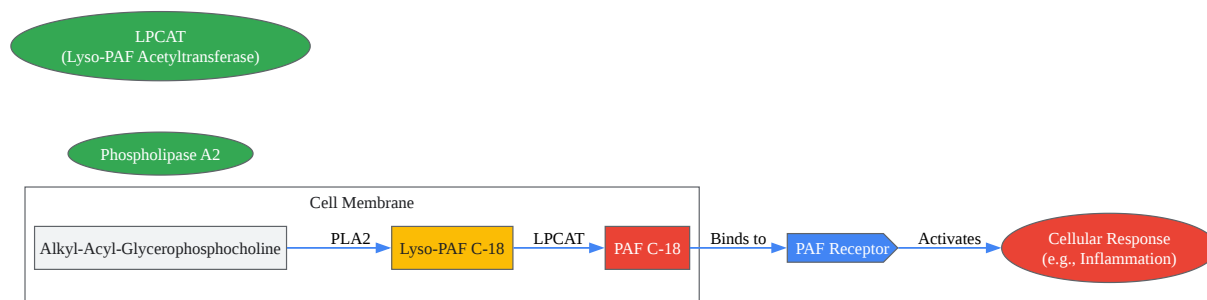 LPCAT
(Lyso-PAF Acetyltransferase)
Phospholipase A2
Cell Membrane
Alkyl-Acyl-Glycerophosphocholine
PLA2
Lyso-PAF C-18
LPCAT
PAF C-18
Binds to
PAF Receptor
Activates
Cellular Response
(e.g., Inflammation)